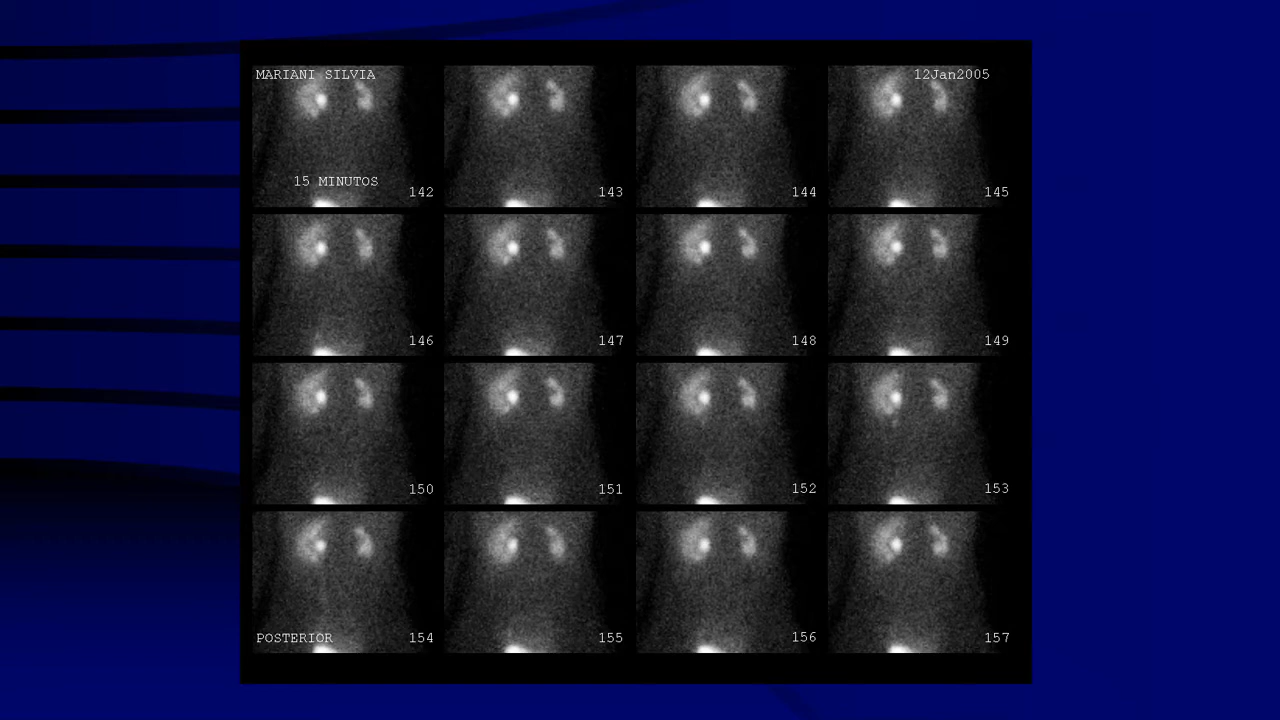 MARIANI SILVIA 12Jan2005
15 MINUTOS
142 143 144 145
146 147 148 149
150 151 152 153
POSTERIOR 154 155 156 157